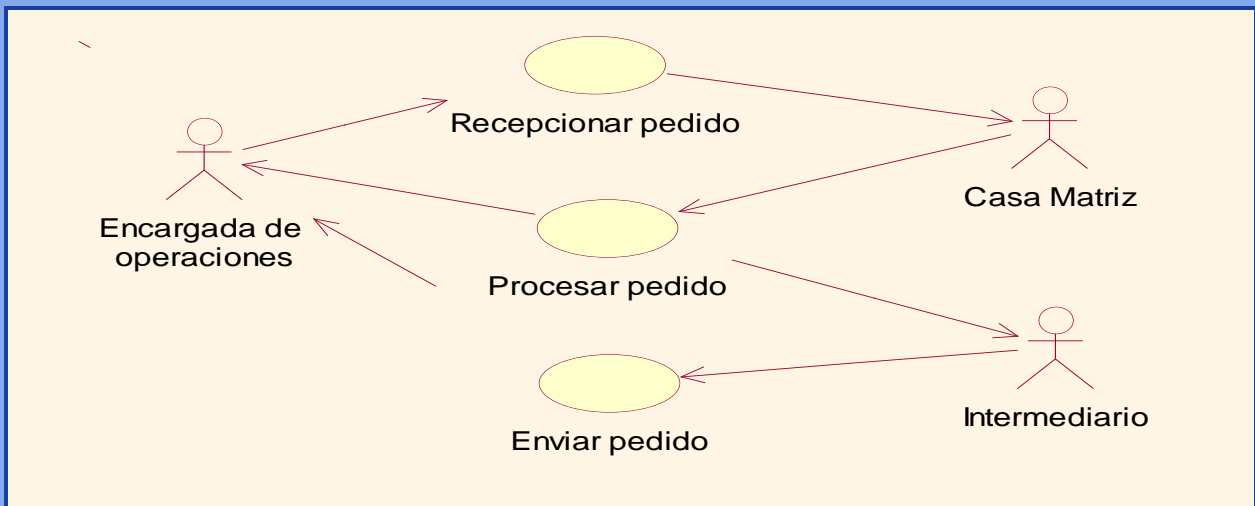 Recepcionar pedido
Casa Matriz
Encargada de
operaciones
Procesar pedido
Intermediario
Enviar pedido